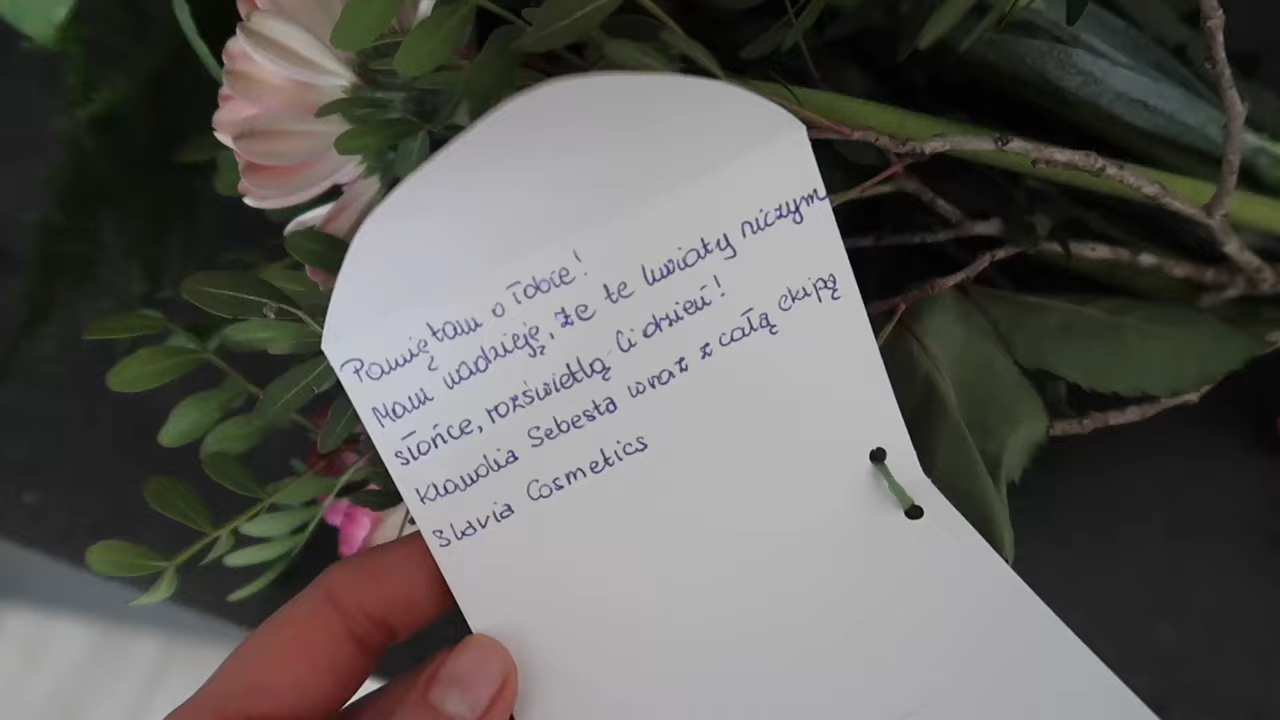 Pamiętam o Tobie!
Mam nadzieję, że te kwiaty niczym
słońce, rozświetlą Ci dzień!
Klaudia Sebesta wraz z całą ekipą
Slavia Cosmetics